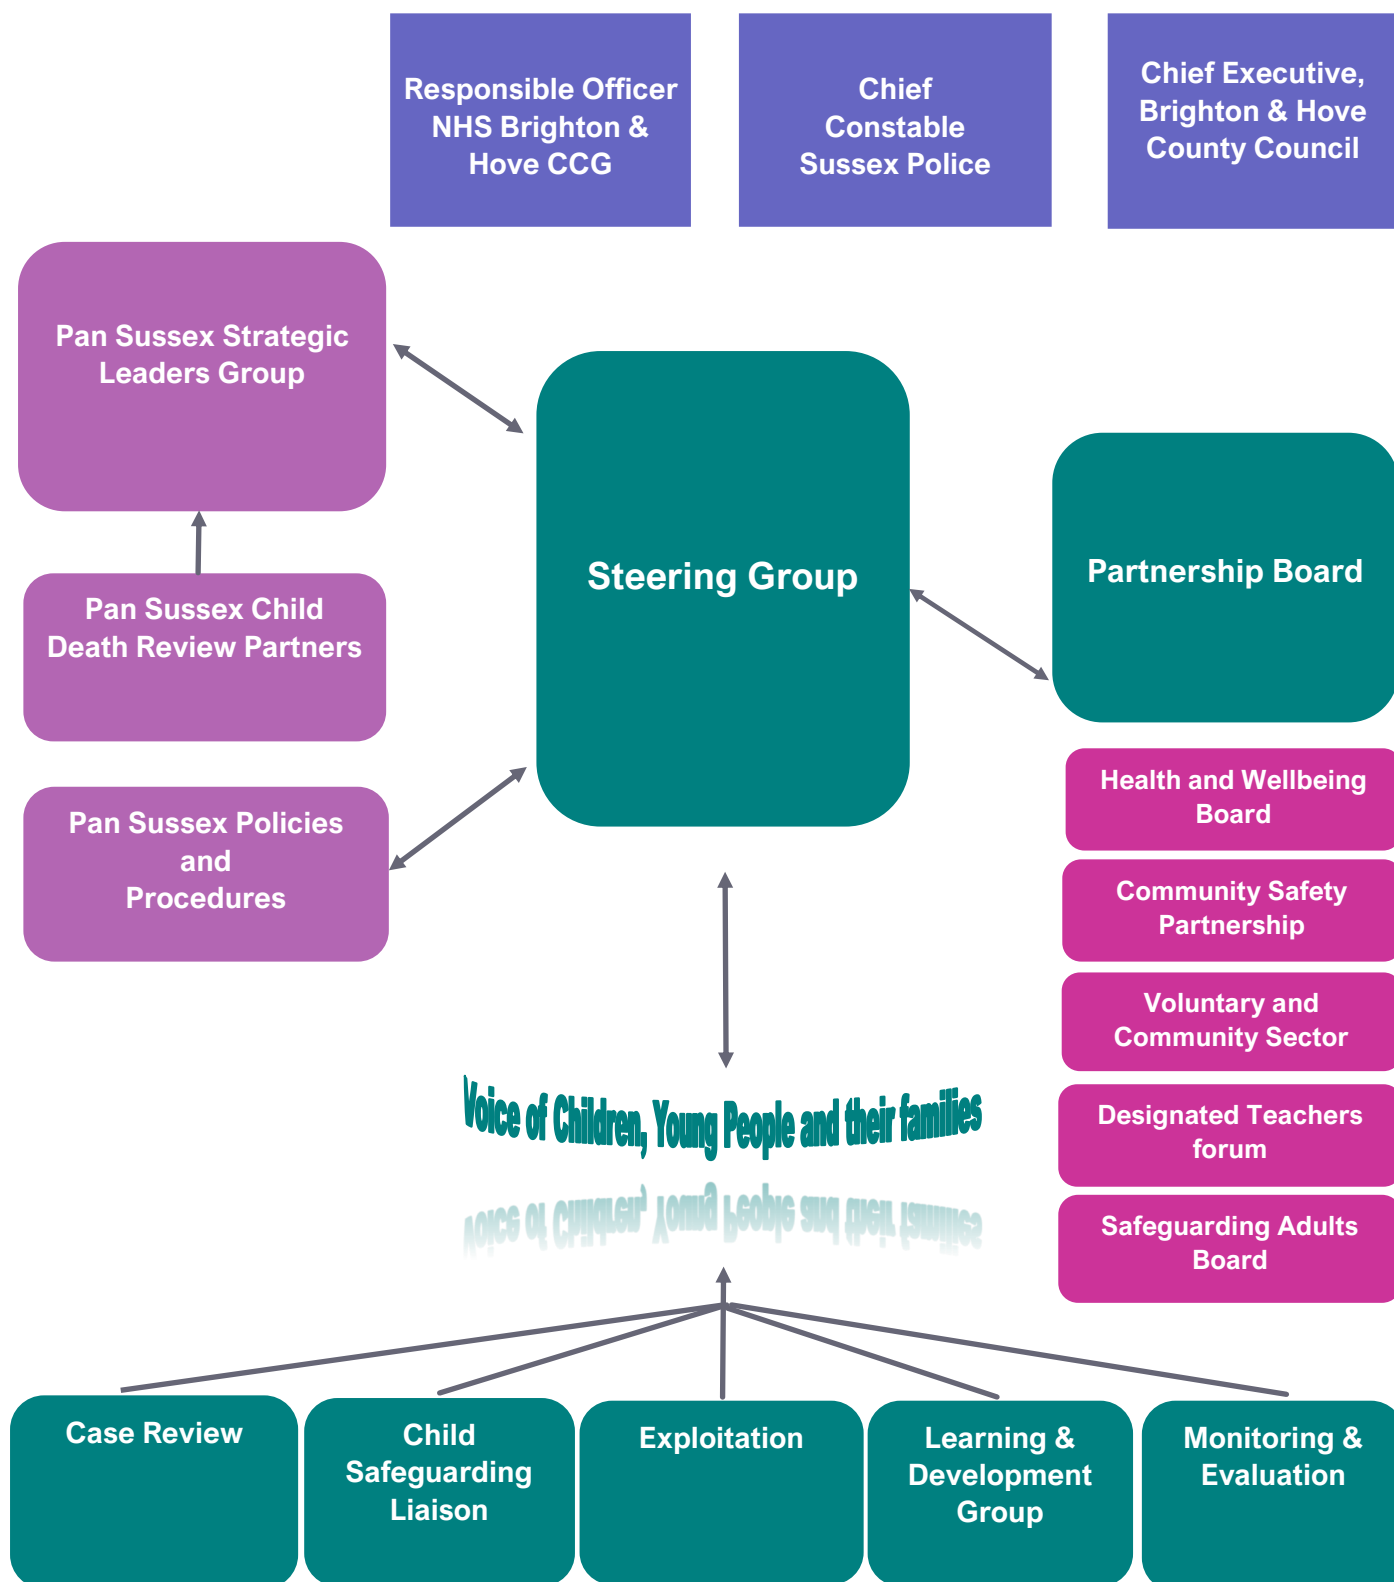 Responsible Officer
NHS Brighton &
Hove CCG
Chief
Constable
Sussex Police
Chief Executive,
Brighton & Hove
County Council
Pan Sussex Strategic
Leaders Group
Steering Group
Partnership Board
Pan Sussex Child
Death Review Partners
Pan Sussex Policies
and
Procedures
Health and Wellbeing
Board
Community Safety
Partnership
Voluntary and
Community Sector
Designated Teachers
forum
Safeguarding Adults
Board
Voice of Children, Young People and their families
Case Review
Child
Safeguarding
Liaison
Exploitation
Learning &
Development
Group
Monitoring &
Evaluation